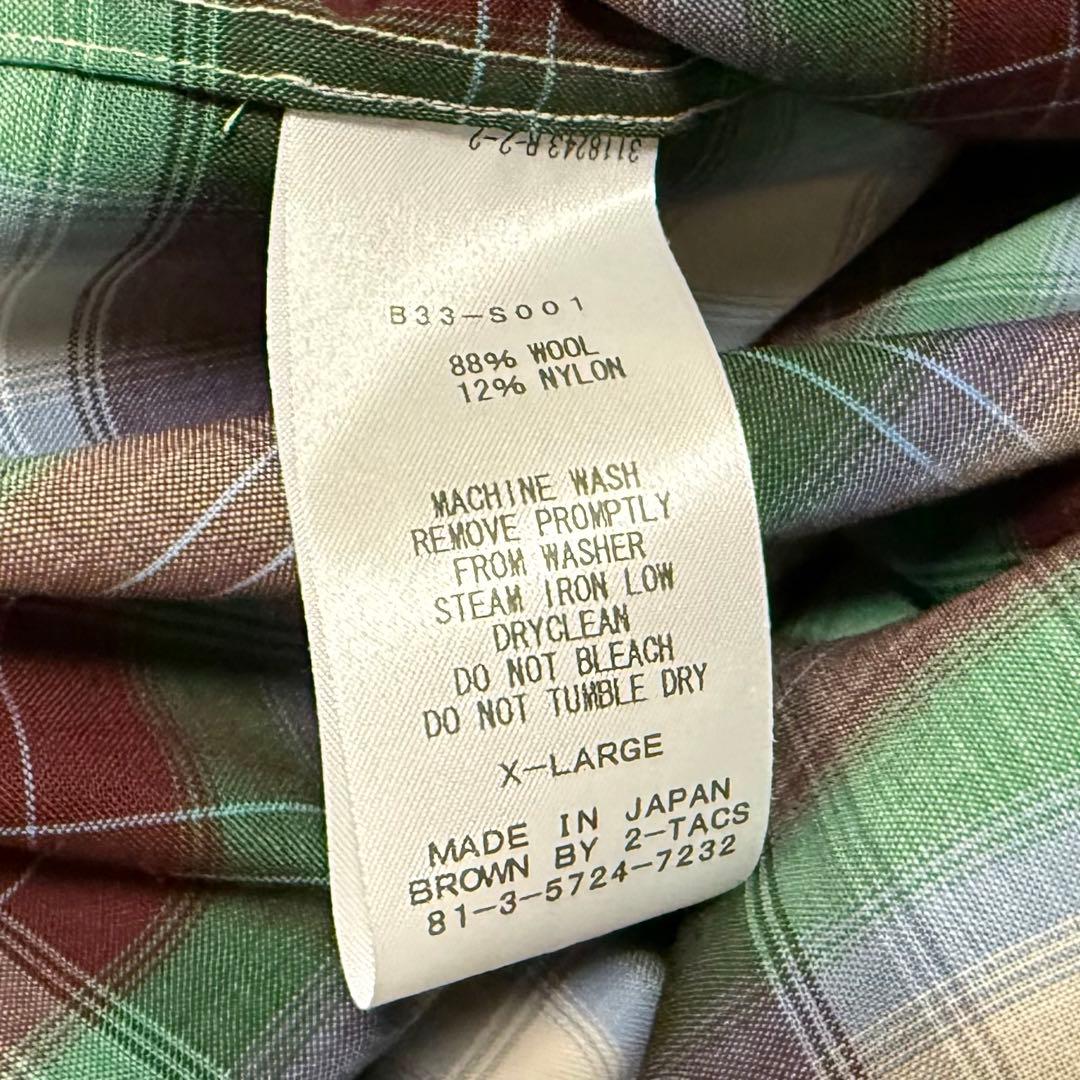 3118243 R-2-2
B33-S001
88% WOOL
12% NYLON
MACHINE WASH
REMOVE PROMPTLY
FROM WASHER
STEAM IRON LOW
DRYCLEAN
DO NOT BLEACH
DO NOT TUMBLE DRY
X-LARGE
MADE IN JAPAN
BROWN BY 2-TACS
81-3-5724-7232